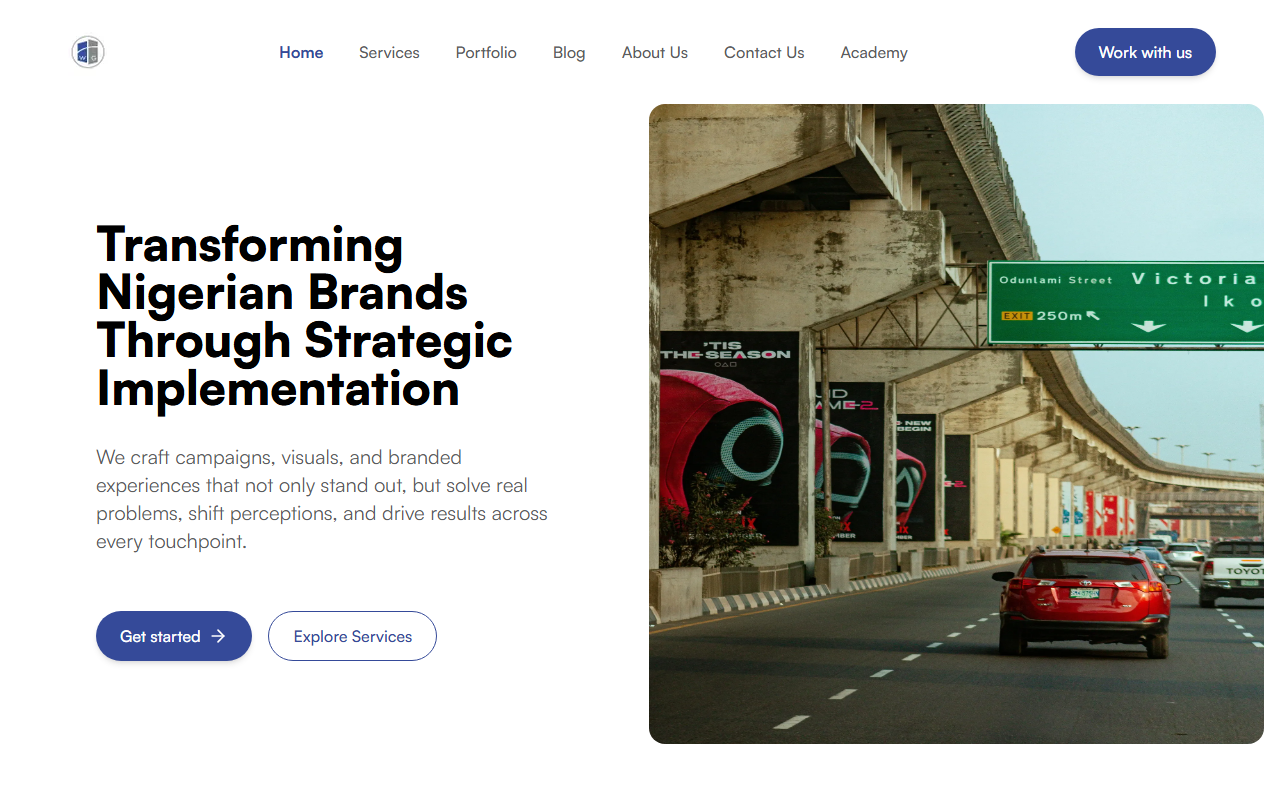 W G
Home Services Portfolio Blog About Us Contact Us Academy
Work with us
Transforming
Nigerian Brands
Through Strategic
Implementation
We craft campaigns, visuals, and branded
experiences that not only stand out, but solve real
problems, shift perceptions, and drive results across
every touchpoint.
Get started
Explore Services
Odunlami Street Victoria
Iko
EXIT 250m
'TIS
THE SEASON
NEW
BEGIN